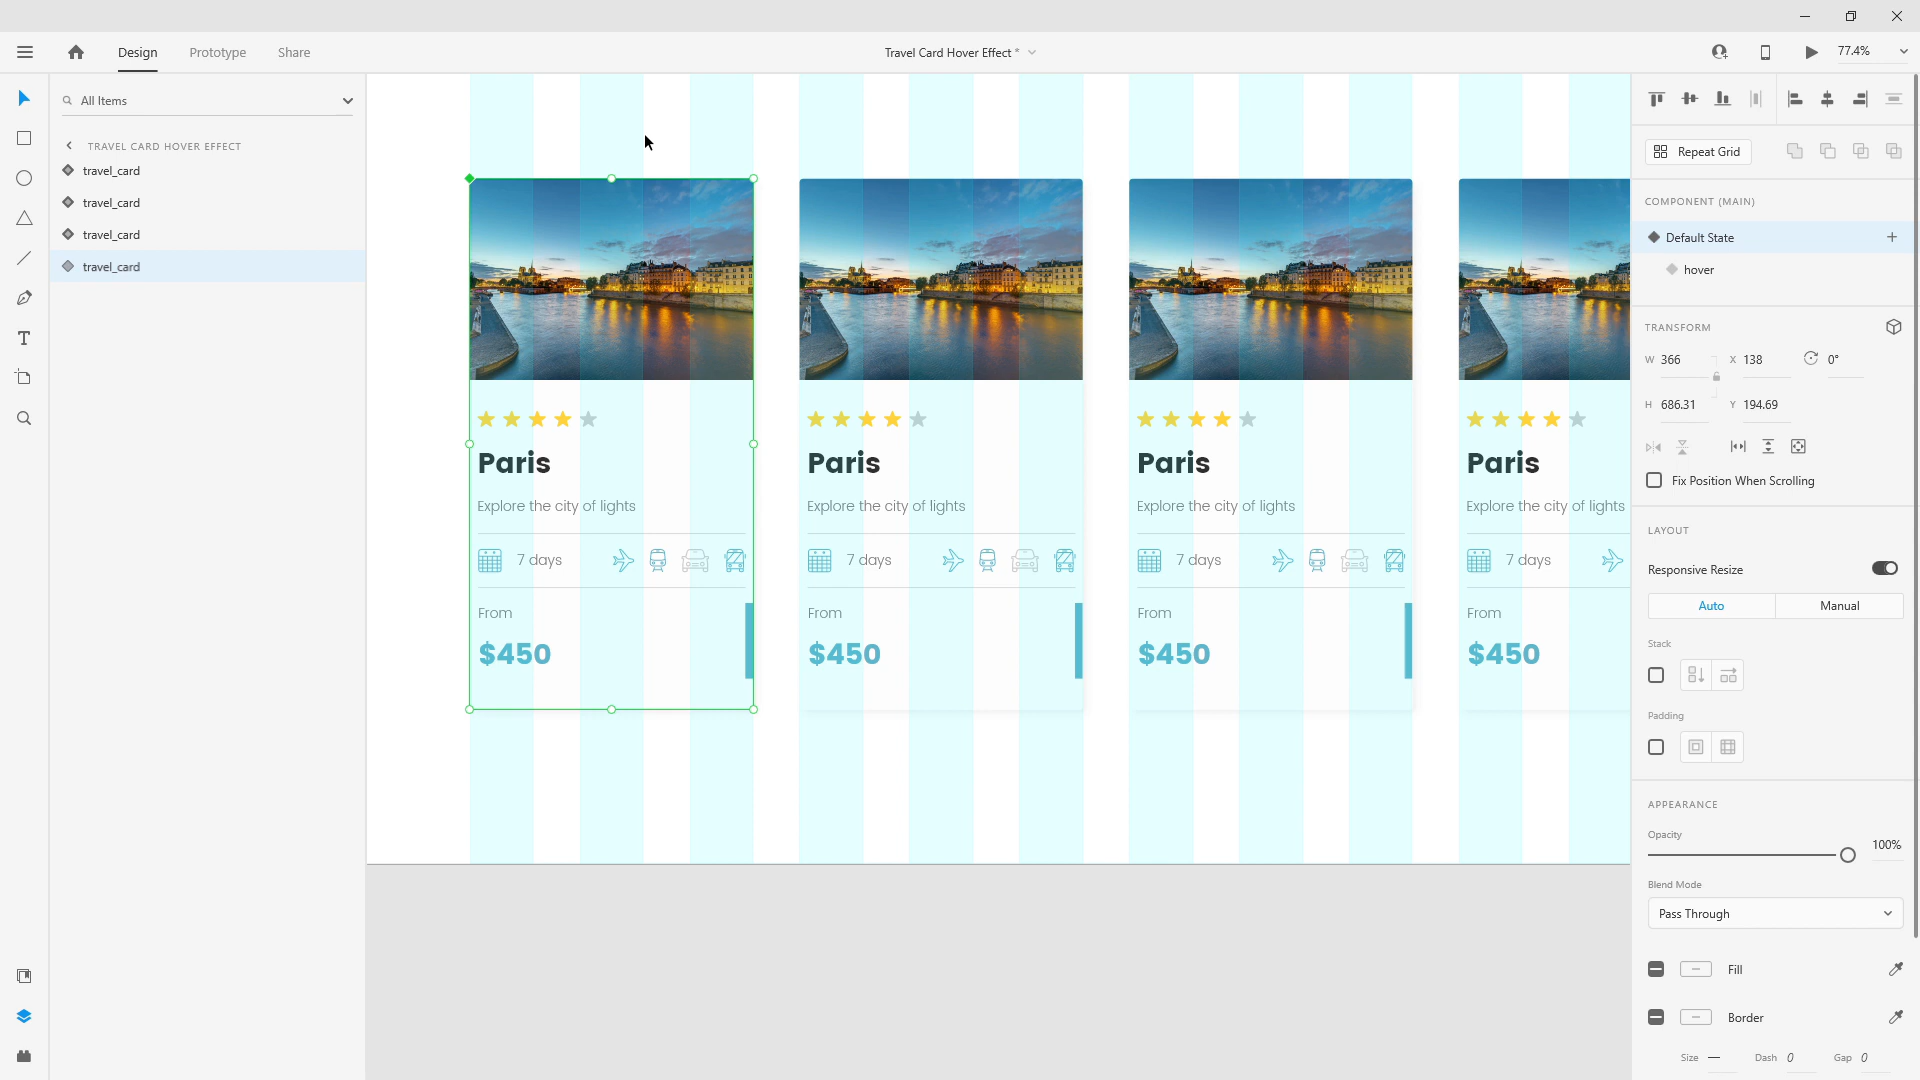 Design
Prototype
Share
Travel Card Hover Effect *
77.4%
All Items
TRAVEL CARD HOVER EFFECT
travel_card
travel_card
travel_card
travel_card
Paris
Explore the city of lights
7 days
From
$450
Paris
Explore the city of lights
7 days
From
$450
Paris
Explore the city of lights
7 days
From
$450
Paris
Explore the city of lights
7 days
From
$450
Repeat Grid
COMPONENT (MAIN)
Default State
hover
TRANSFORM
W 366 X 138 0°
H 686.31 Y 194.69
Fix Position When Scrolling
LAYOUT
Responsive Resize
Auto Manual
Stack
Padding
APPEARANCE
Opacity
100%
Blend Mode
Pass Through
Fill
Border
Size — Dash 0 Gap 0